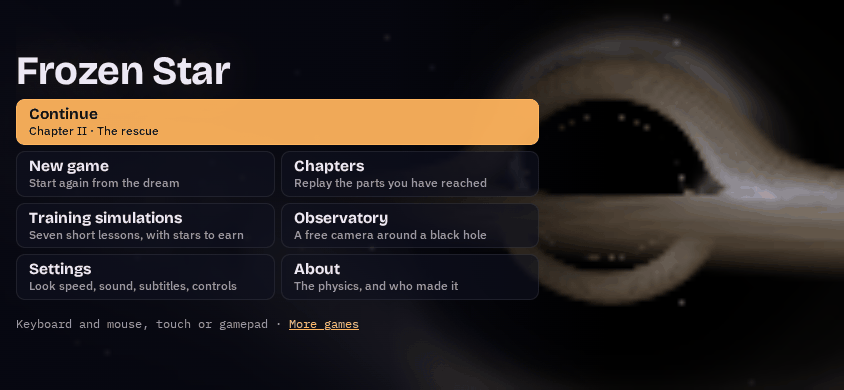 Frozen Star
Continue
Chapter II · The rescue
New game
Start again from the dream
Chapters
Replay the parts you have reached
Training simulations
Seven short lessons, with stars to earn
Observatory
A free camera around a black hole
Settings
Look speed, sound, subtitles, controls
About
The physics, and who made it
Keyboard and mouse, touch or gamepad · More games